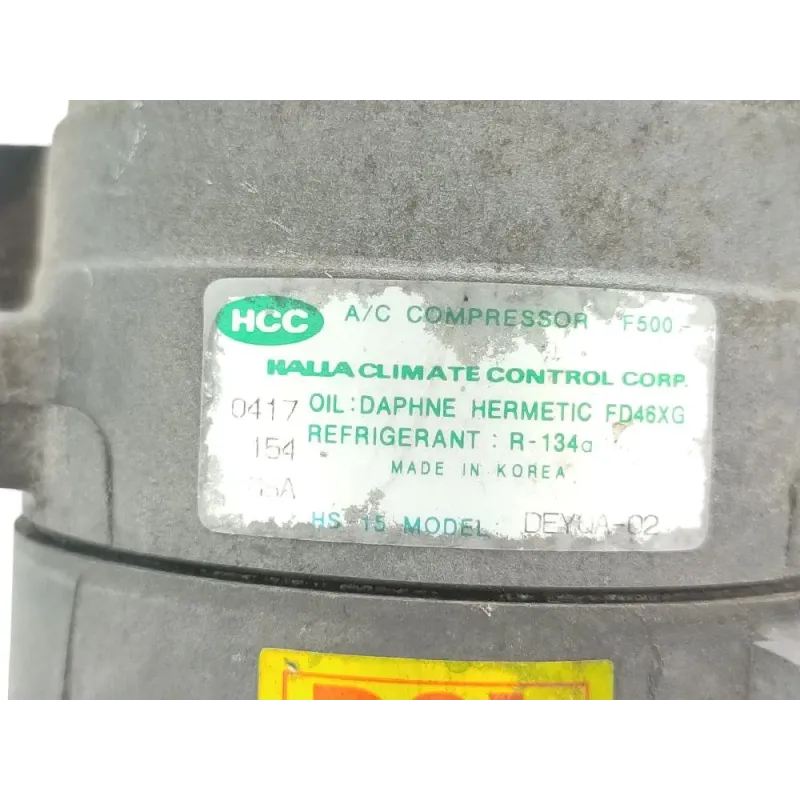 HCC A/C COMPRESSOR F500
HALLA CLIMATE CONTROL CORP.
0417 OIL: DAPHNE HERMETIC FD46XG
154 REFRIGERANT : R-134a
MADE IN KOREA
HS 15 MODEL: